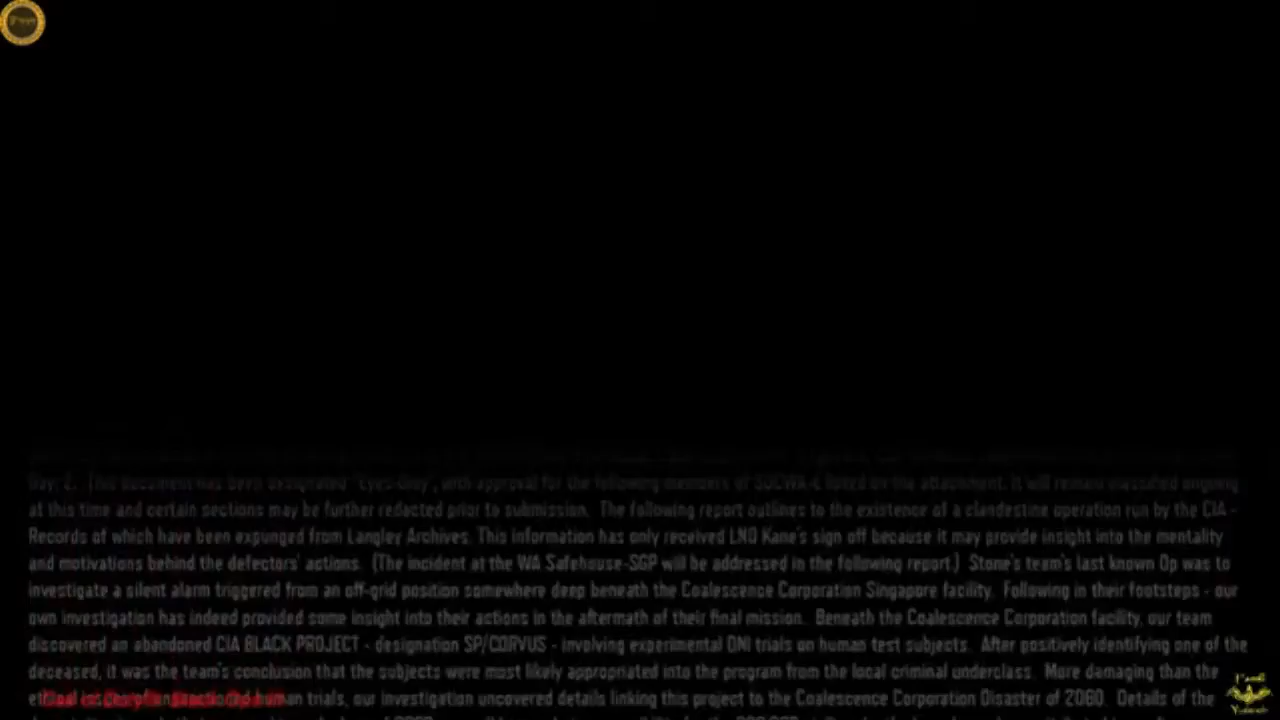 Day: 2. This document has been designated "Eyes-Only", with approval for the following members of listed on the attachment. It will remain classified ongoing
at this time and certain sections may be further redacted prior to submission. The following report outlines to the existence of a clandestine operation run by the CIA -
Records of which have been expunged from Langley Archives. This information has only received LNO Kane's sign off because it may provide insight into the mentality
and motivations behind the defectors' actions. (The incident at the WA Safehouse-SGP will be addressed in the following report.) Stone's team's last known Op was to
investigate a silent alarm triggered from an off-grid position somewhere deep beneath the Coalescence Corporation Singapore facility. Following in their footsteps - our
own investigation has indeed provided some insight into their actions in the aftermath of their final mission. Beneath the Coalescence Corporation facility, our team
discovered an abandoned CIA BLACK PROJECT - designation SP/CORVUS - involving experimental DNI trials on human test subjects. After positively identifying one of the
deceased, it was the team's conclusion that the subjects were most likely appropriated into the program from the local criminal underclass. More damaging than the
human trials, our investigation uncovered details linking this project to the Coalescence Corporation Disaster of 2060. Details of the